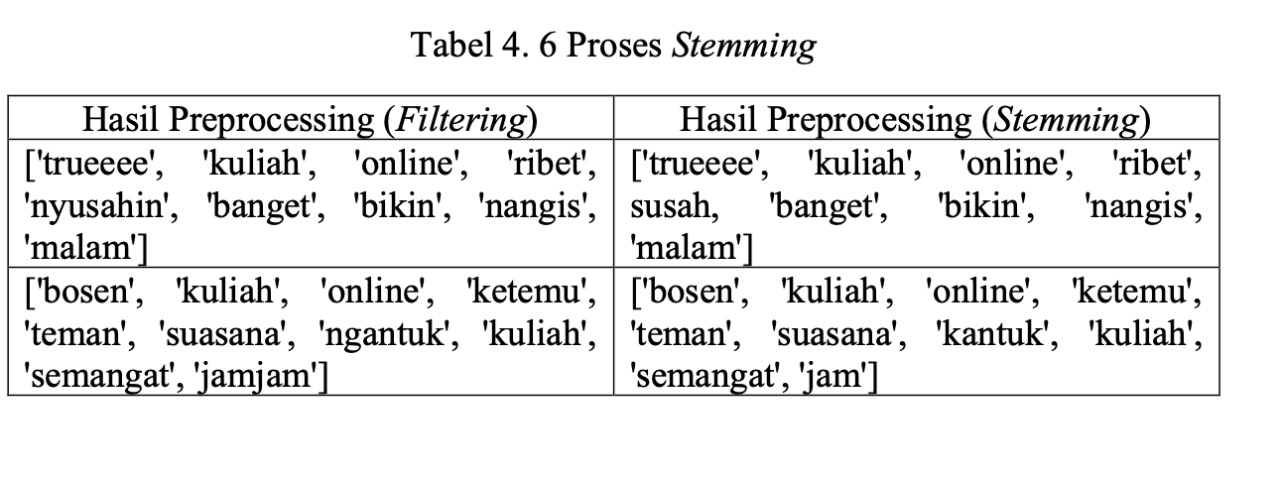 Tabel 4. 6 Proses Stemming
Hasil Preprocessing (Filtering)
Hasil Preprocessing (Stemming)
['trueeee', 'kuliah', 'online', 'ribet',
'nyusahin', 'banget', 'bikin', 'nangis',
'malam']
['trueeee', 'kuliah', 'online', 'ribet',
susah, 'banget', 'bikin', 'nangis',
'malam']
['bosen', 'kuliah', 'online', 'ketemu',
'teman', 'suasana', 'ngantuk', 'kuliah',
'semangat', 'jamjam']
['bosen', 'kuliah', 'online', 'ketemu',
'teman', 'suasana', 'kantuk', 'kuliah',
'semangat', 'jam']